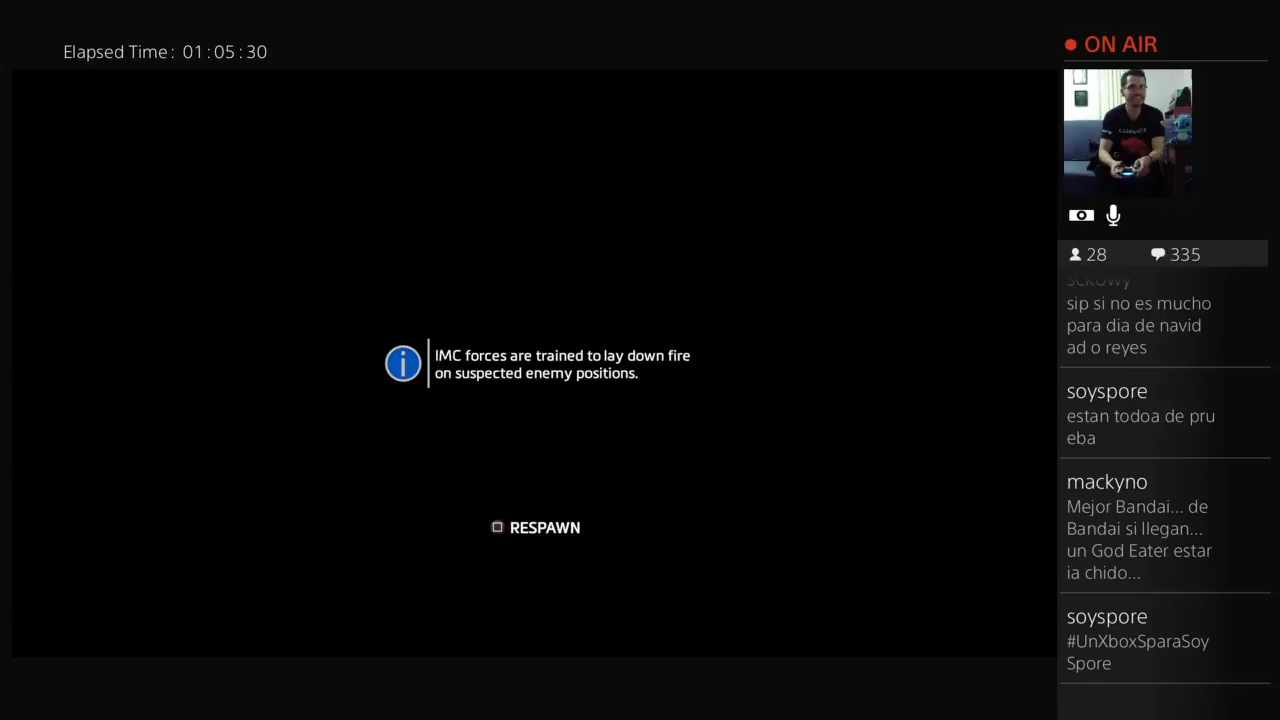 Elapsed Time: 01:05:30
ON AIR
28 335
sckowy
sip si no es mucho
para dia de navid
ad o reyes
soyspore
estan todoa de pru
eba
mackyno
Mejor Bandai... de
Bandai si llegan...
un God Eater estar
ia chido...
soyspore
#UnXboxSparaSoy
Spore
IMC forces are trained to lay down fire
on suspected enemy positions.
RESPAWN